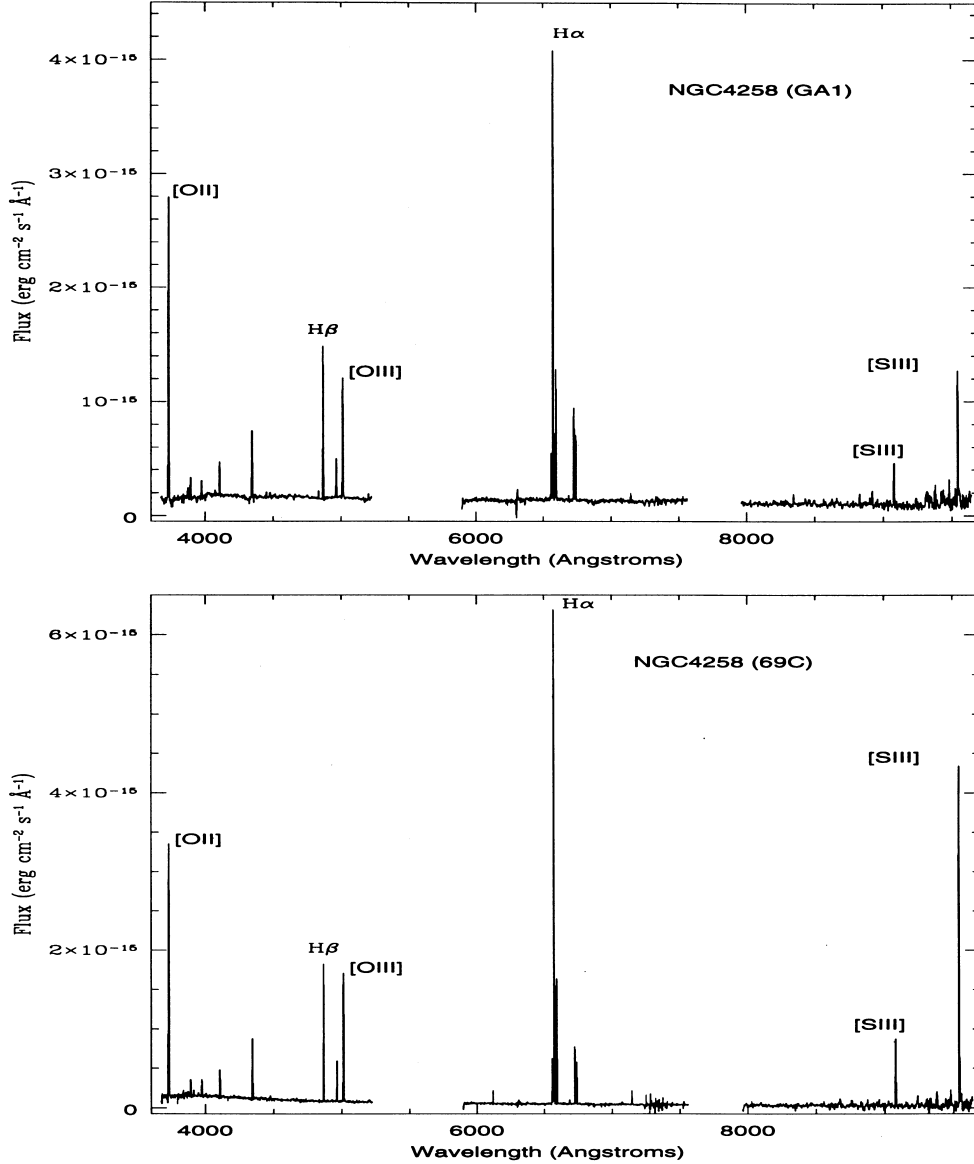 Hα
4×10⁻¹⁵
NGC4258 (GA1)
3×10⁻¹⁵
[OII]
Flux (erg cm⁻² s⁻¹ Å⁻¹)
2×10⁻¹⁵
Hβ
[OIII]
[SIII]
10⁻¹⁵
[SIII]
0
4000 6000 8000
Wavelength (Angstroms)
Hα
6×10⁻¹⁵
NGC4258 (69C)
[SIII]
4×10⁻¹⁵
[OII]
Flux (erg cm⁻² s⁻¹ Å⁻¹)
2×10⁻¹⁵
Hβ
[OIII]
[SIII]
0
4000 6000 8000
Wavelength (Angstroms)